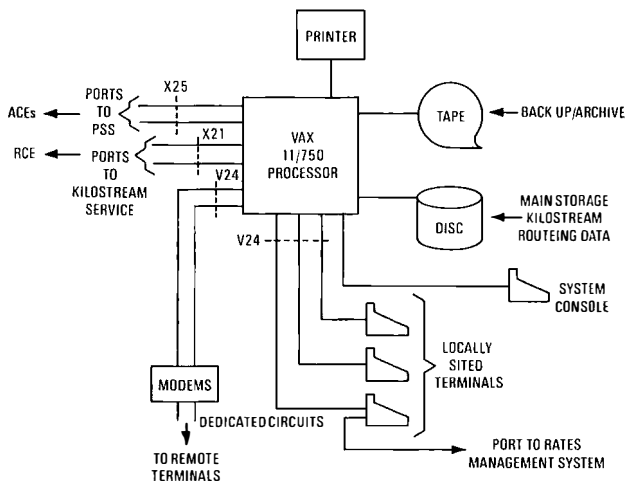 PRINTER
X25
PORTS
TO
PSS
ACEs
X21
RCE
PORTS
TO
KILOSTREAM
SERVICE
V24
VAX
11/750
PROCESSOR
TAPE
BACK UP/ARCHIVE
DISC
MAIN STORAGE
KILOSTREAM
ROUTEING DATA
V24
SYSTEM
CONSOLE
LOCALLY
SITED
TERMINALS
MODEMS
DEDICATED CIRCUITS
TO REMOTE
TERMINALS
PORT TO RATES
MANAGEMENT SYSTEM